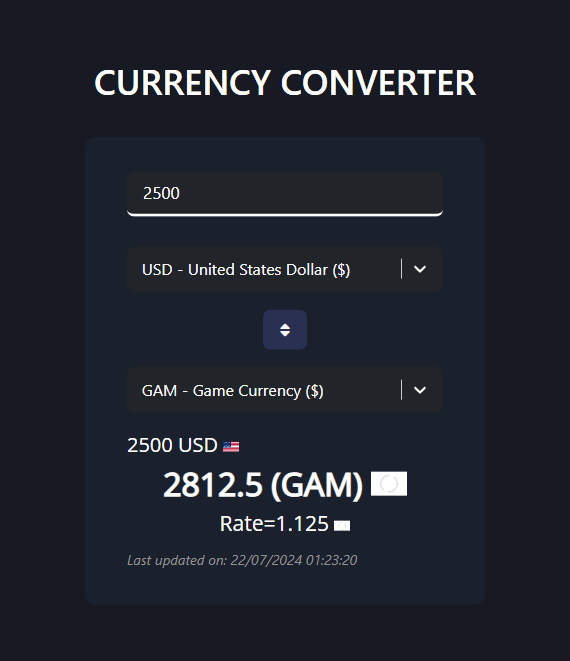 CURRENCY CONVERTER
2500
USD - United States Dollar ($)
GAM - Game Currency ($)
2500 USD
2812.5 (GAM)
Rate=1.125
Last updated on: 22/07/2024 01:23:20